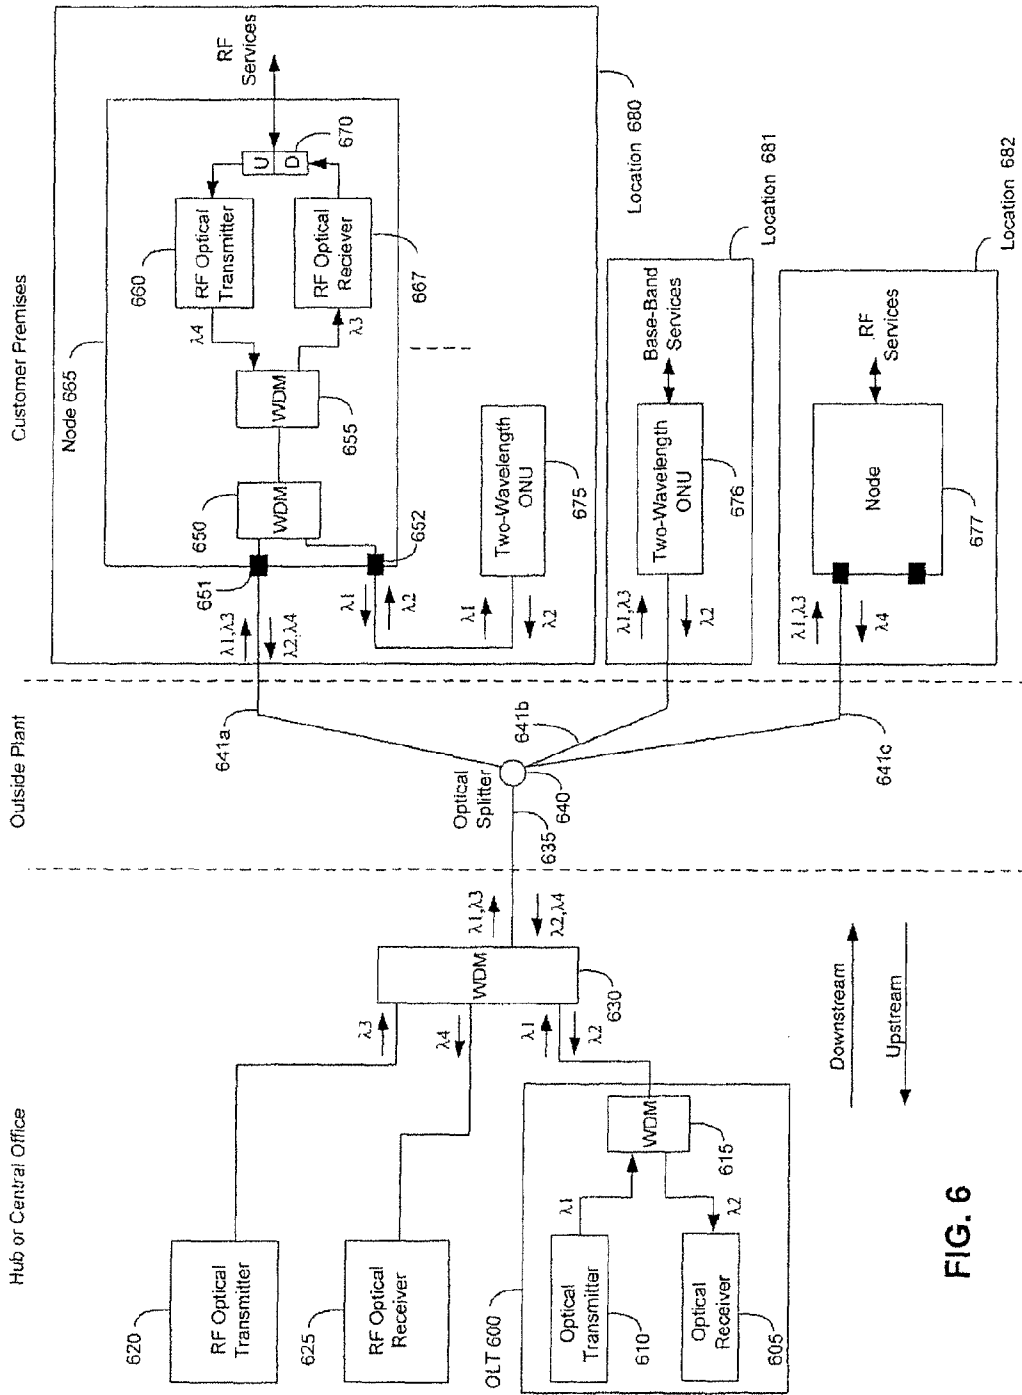 Hub or Central Office
Outside Plant
Customer Premises
620
RF Optical
Transmitter
625
RF Optical
Receiver
OLT 600
Optical
Transmitter
610
Optical
Receiver
605
λ1
λ2
WDM
615
λ3
λ4
λ1
λ2
WDM
630
λ1,λ3
λ2,λ4
635
Optical
Splitter
640
641a
641b
641c
λ1,λ3
λ2,λ4
651
650
WDM
652
λ1
λ2
WDM
655
λ4
λ3
660
RF Optical
Transmitter
RF Optical
Reciever
667
U
D
670
RF
Services
Node 665
λ1
λ2
Two-Wavelength
ONU
675
Location 680
λ1,λ3
λ2
Two-Wavelength
ONU
676
Base-Band
Services
Location 681
λ1,λ3
λ4
Node
677
RF
Services
Location 682
Downstream
Upstream
FIG. 6